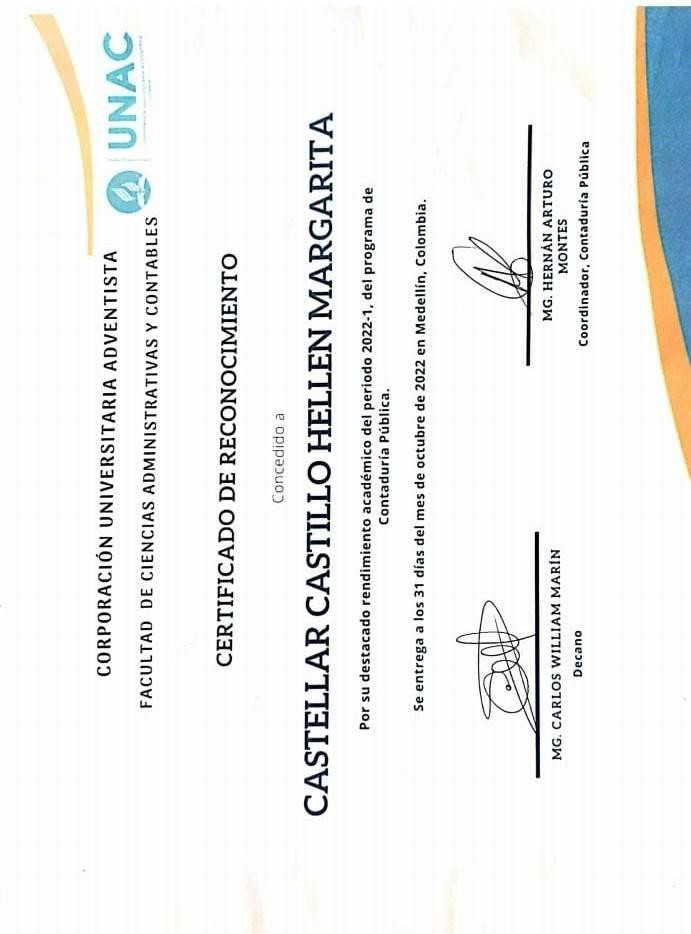 CORPORACIÓN UNIVERSITARIA ADVENTISTA
FACULTAD DE CIENCIAS ADMINISTRATIVAS Y CONTABLES
UNAC
CERTIFICADO DE RECONOCIMIENTO
Concedido a
CASTELLAR CASTILLO HELLEN MARGARITA
Por su destacado rendimiento académico del periodo 2022-1, del programa de
Contaduría Pública.
Se entrega a los 31 días del mes de octubre de 2022 en Medellín, Colombia.
MG. CARLOS WILLIAM MARÍN
Decano
MG. HERNÁN ARTURO
MONTES
Coordinador, Contaduría Pública